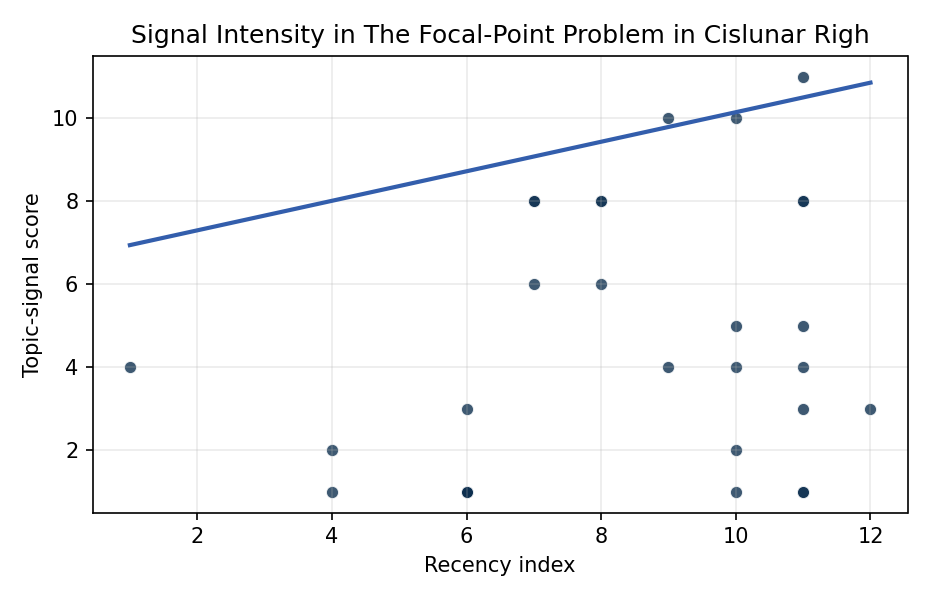 Signal Intensity in The Focal-Point Problem in Cislunar Righ
10
8
6
4
2
Topic-signal score
2 4 6 8 10 12
Recency index